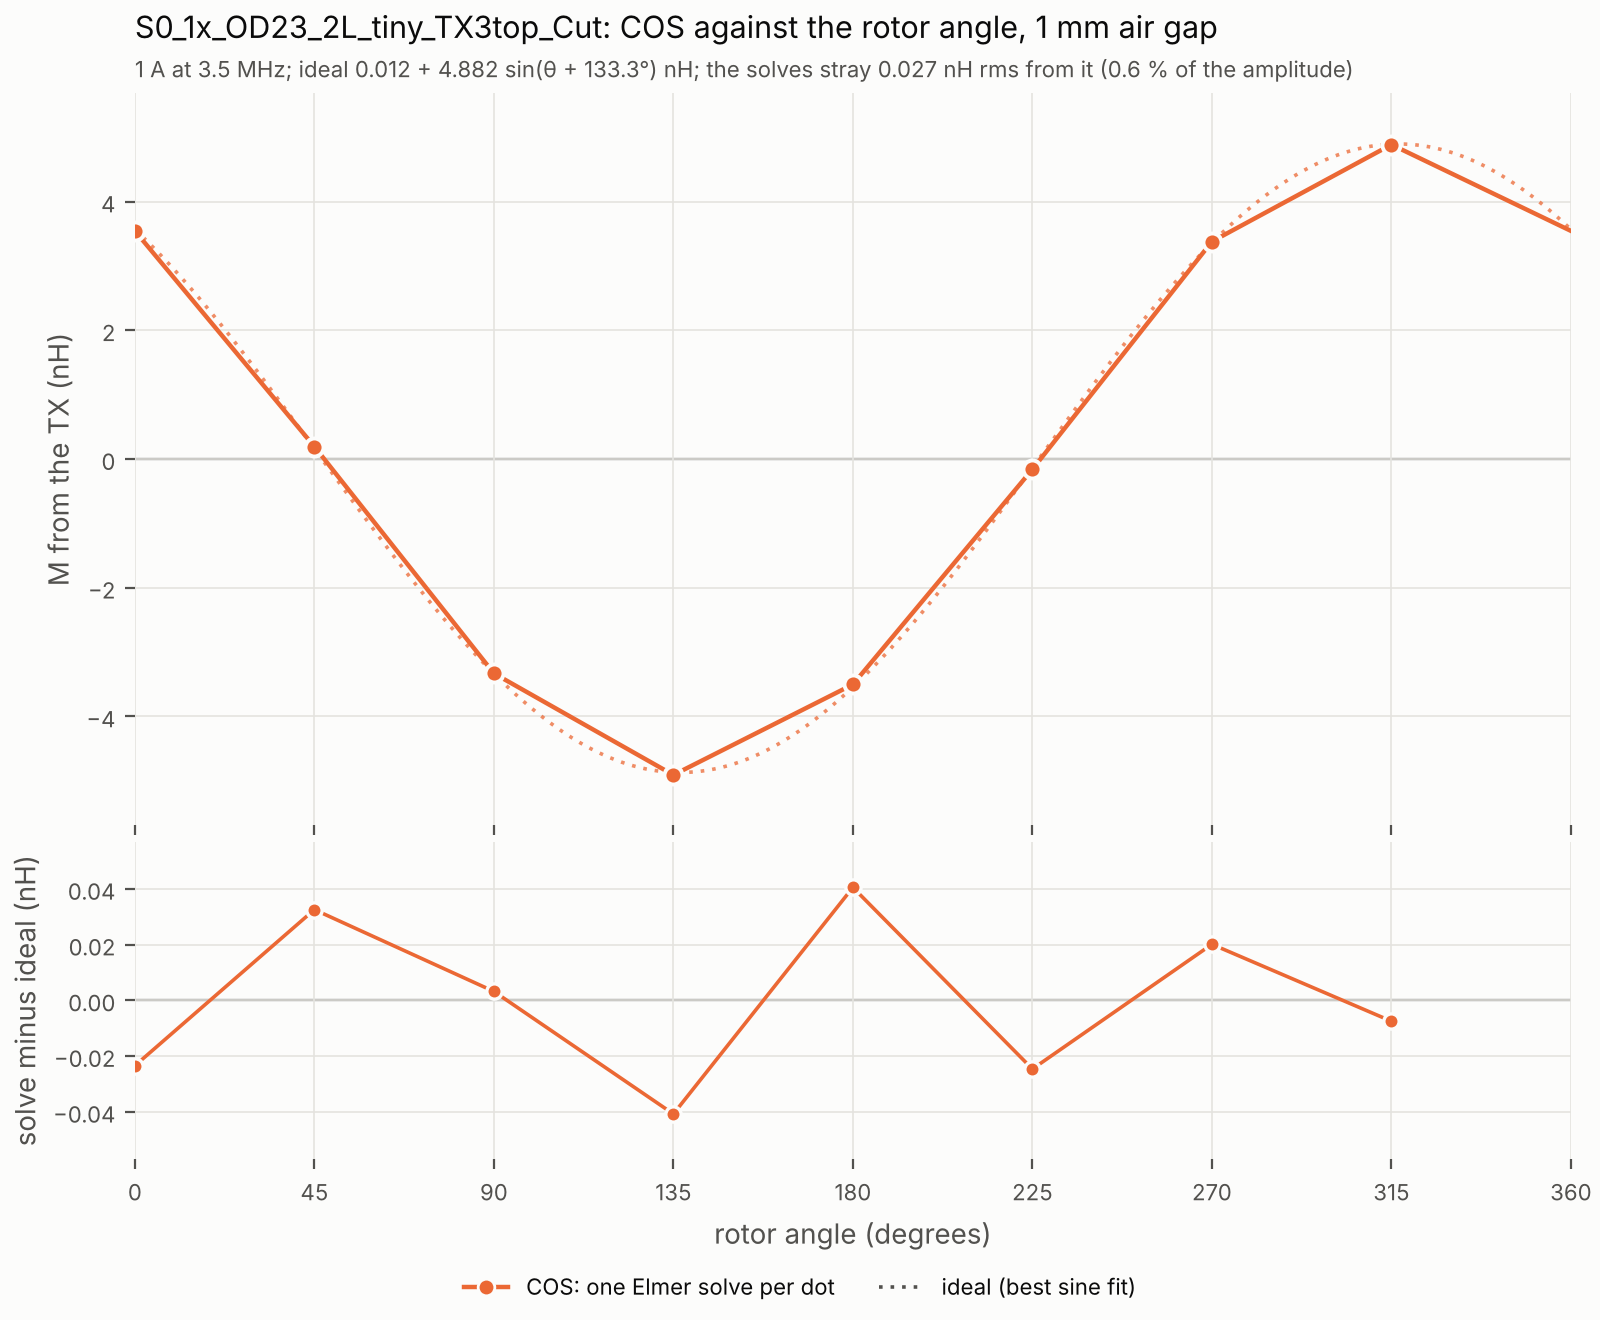 S0_1x_OD23_2L_tiny_TX3top_Cut: COS against the rotor angle, 1 mm air gap
1 A at 3.5 MHz; ideal 0.012 + 4.882 sin(θ + 133.3°) nH; the solves stray 0.027 nH rms from it (0.6 % of the amplitude)
M from the TX (nH)
4
2
0
−2
−4
solve minus ideal (nH)
0.04
0.02
0.00
−0.02
−0.04
0 45 90 135 180 225 270 315 360
rotor angle (degrees)
COS: one Elmer solve per dot ideal (best sine fit)